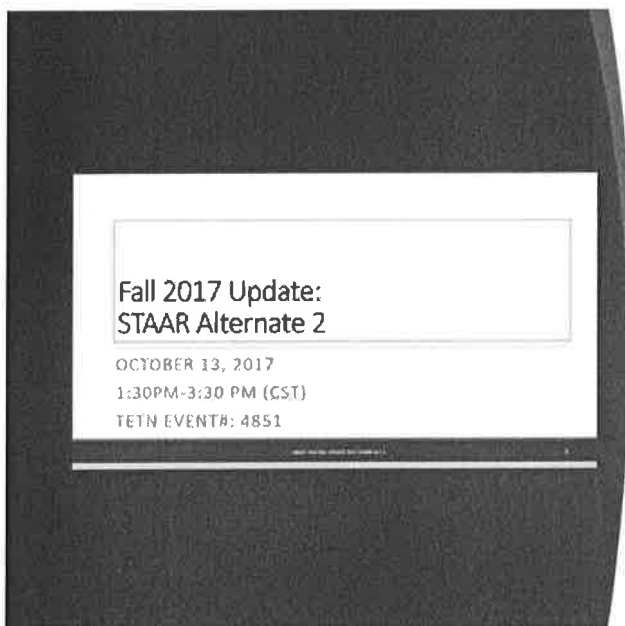 Fall 2017 Update:
STAAR Alternate 2
OCTOBER 13, 2017
1:30PM-3:30 PM (CST)
TETN EVENT#: 4851